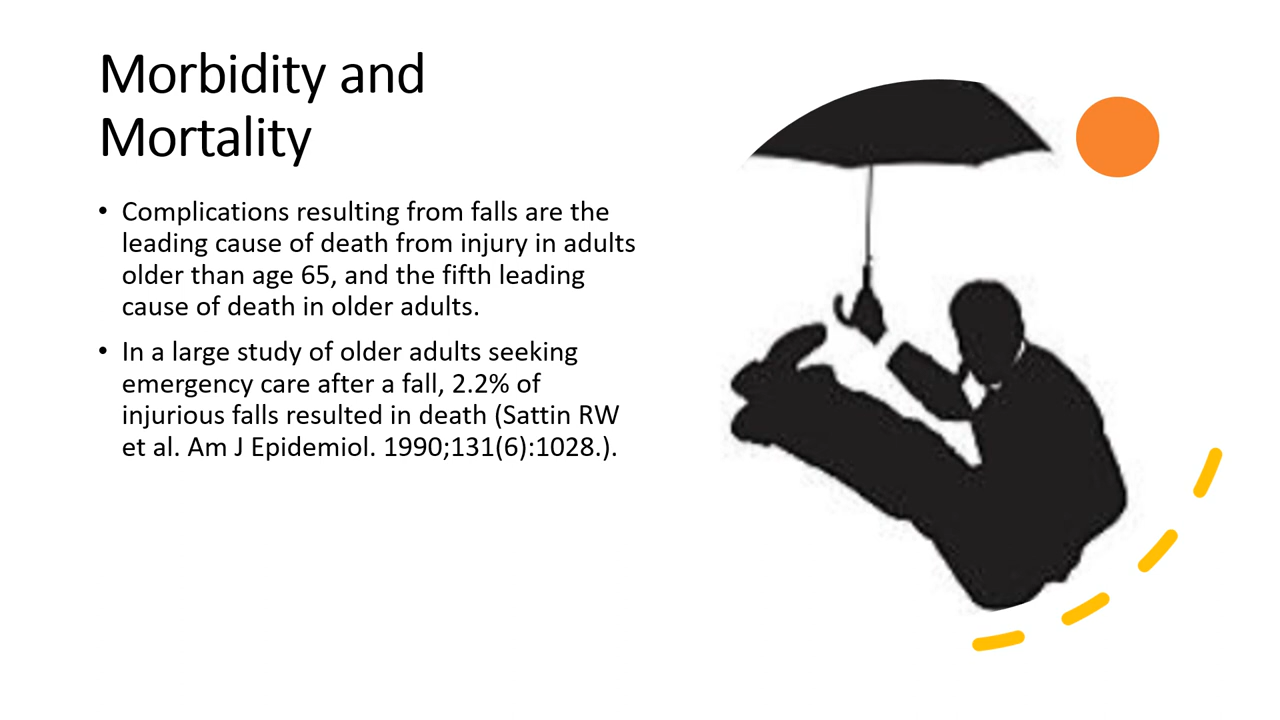 Morbidity and
Mortality
• Complications resulting from falls are the
leading cause of death from injury in adults
older than age 65, and the fifth leading
cause of death in older adults.
• In a large study of older adults seeking
emergency care after a fall, 2.2% of
injurious falls resulted in death (Sattin RW
et al. Am J Epidemiol. 1990;131(6):1028.).